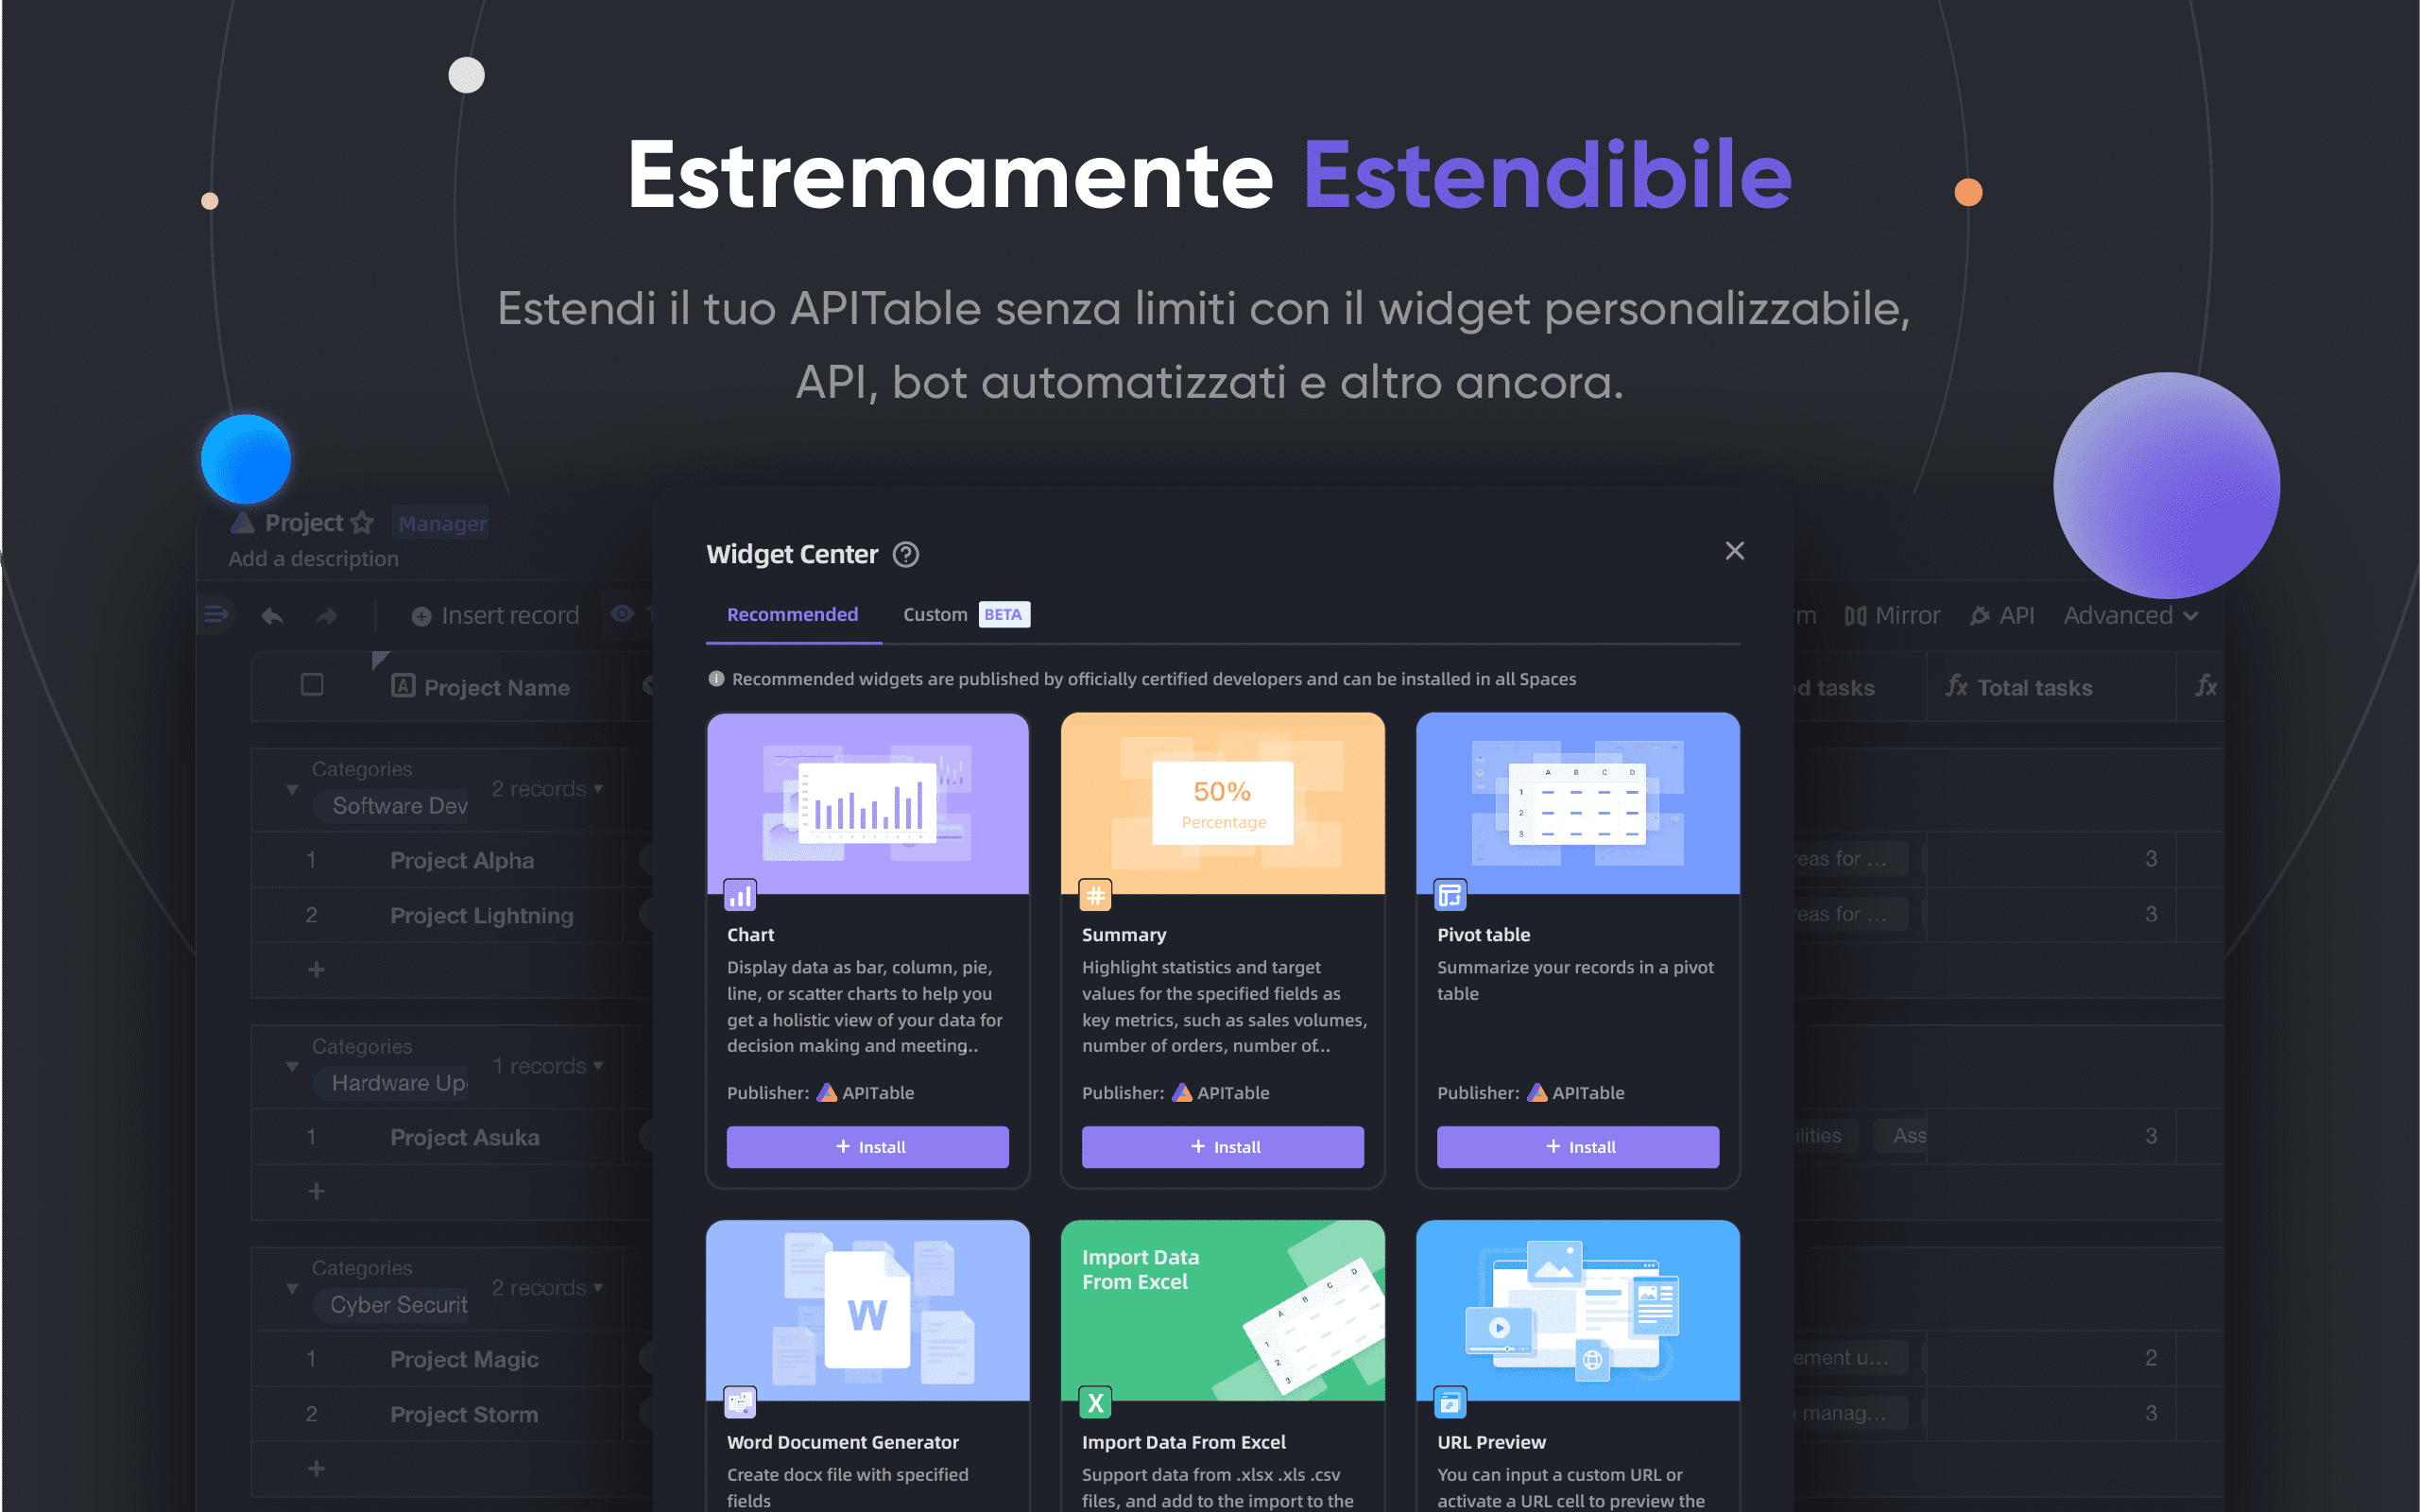 Estremamente Estendibile
Estendi il tuo APITable senza limiti con il widget personalizzabile,
API, bot automatizzati e altro ancora.
Project Manager
Add a description
Insert record
Mirror API Advanced
Project Name
tasks Total tasks
Categories
2 records
Software Dev
1 Project Alpha
for ... 3
2 Project Lightning
for ... 3
Categories
1 records
Hardware
1 Project Asuka
3
Categories
2 records
Cyber
1 Project Magic
2
2 Project Storm
3
Widget Center
Recommended Custom BETA
Recommended widgets are published by officially certified developers and can be installed in all Spaces
Chart
Display data as bar, column, pie,
line, or scatter charts to help you
get a holistic view of your data for
decision making and meeting..
Publisher: APITable
+ Install
50%
Percentage
Summary
Highlight statistics and target
values for the specified fields as
key metrics, such as sales volumes,
number of orders, number of...
Publisher: APITable
+ Install
A B C D
1
2
3
Pivot table
Summarize your records in a pivot
table
Publisher: APITable
+ Install
W
Word Document Generator
Create docx file with specified
fields
Import Data
From Excel
A B C D
1
2
3
X
Import Data From Excel
Support data from .xlsx .xls .csv
files, and add to the import to the
URL Preview
You can input a custom URL or
activate a URL cell to preview the